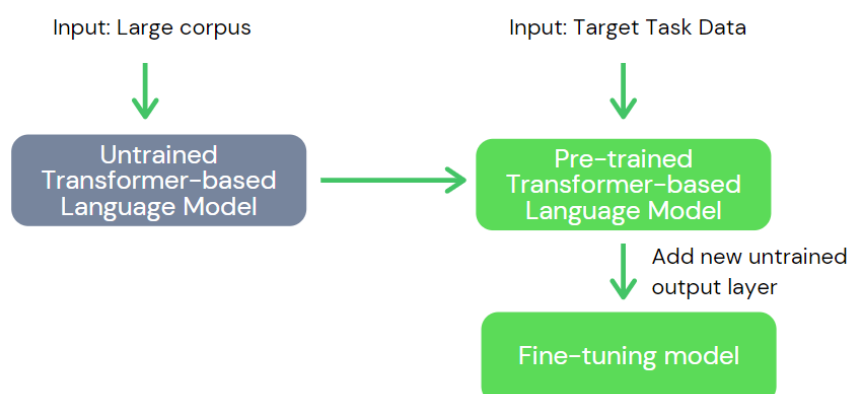 Input: Large corpus
Input: Target Task Data
Untrained
Transformer-based
Language Model
Pre-trained
Transformer-based
Language Model
Add new untrained
output layer
Fine-tuning model